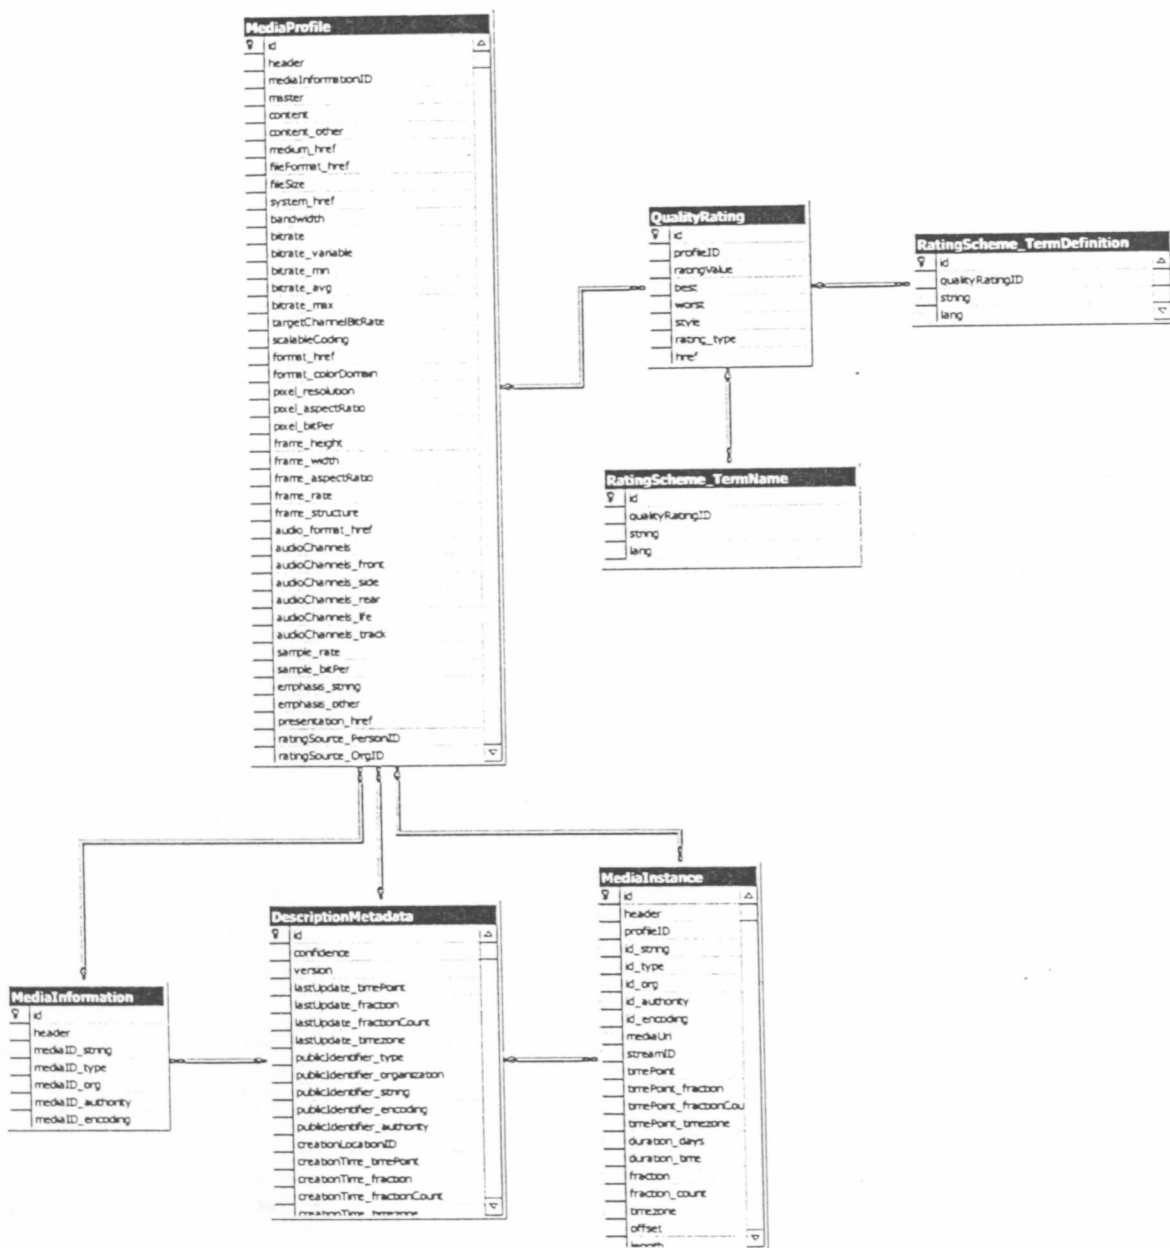 MediaProfile
id
header
mediaInformationID
master
content
content_other
medium_href
fileFormat_href
fileSize
system_href
bandwidth
bitrate
bitrate_variable
bitrate_min
bitrate_avg
bitrate_max
targetChannelBitRate
scalableCoding
format_href
format_colorDomain
pixel_resolution
pixel_aspectRatio
pixel_bitPer
frame_height
frame_width
frame_aspectRatio
frame_rate
frame_structure
audio_format_href
audioChannels
audioChannels_front
audioChannels_side
audioChannels_rear
audioChannels_lfe
audioChannels_track
sample_rate
sample_bitPer
emphasis_string
emphasis_other
presentation_href
ratingSource_PersonID
ratingSource_OrgID
QualityRating
id
profileID
ratingValue
best
worst
style
rating_type
href
RatingScheme_TermDefinition
id
qualityRatingID
string
lang
RatingScheme_TermName
id
qualityRatingID
string
lang
MediaInformation
id
header
mediaID_string
mediaID_type
mediaID_org
mediaID_authority
mediaID_encoding
DescriptionMetadata
id
confidence
version
lastUpdate_timePoint
lastUpdate_fraction
lastUpdate_fractionCount
lastUpdate_timezone
publicIdentifier_type
publicIdentifier_organization
publicIdentifier_string
publicIdentifier_encoding
publicIdentifier_authority
creationLocationID
creationTime_timePoint
creationTime_fraction
creationTime_fractionCount
creationTime_timezone
MediaInstance
id
header
profileID
id_string
id_type
id_org
id_authority
id_encoding
mediaUri
streamID
timePoint
timePoint_fraction
timePoint_fractionCou
timePoint_timezone
duration_days
duration_time
fraction
fraction_count
timezone
offset
length